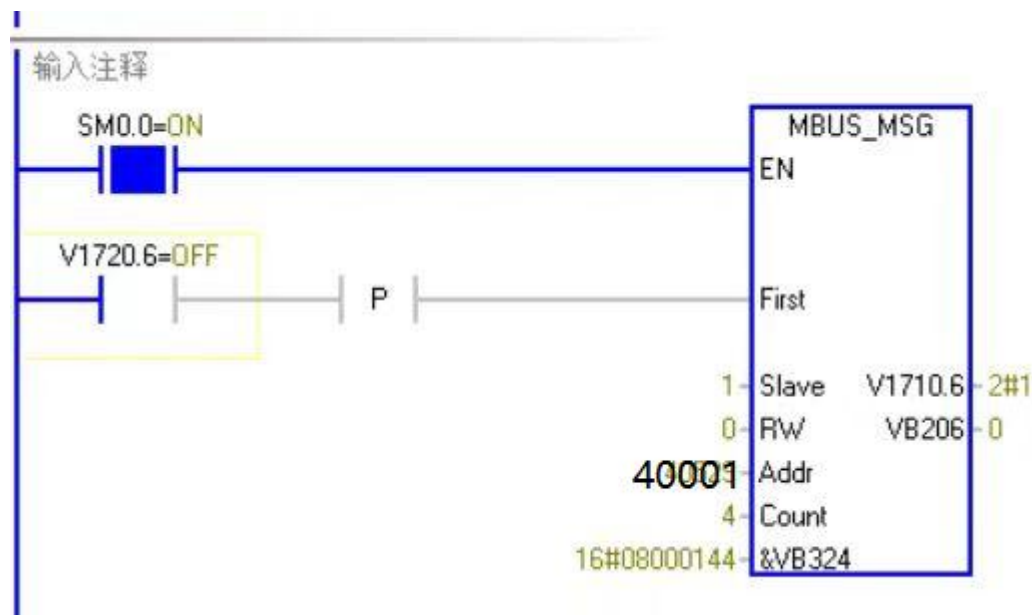 输入注释
SM0.0=ON
MBUS_MSG
EN
V1720.6=OFF
P
First
1 Slave V1710.6 2#1
0 RW VB206 0
40001 Addr
4 Count
16#08000144 &VB324